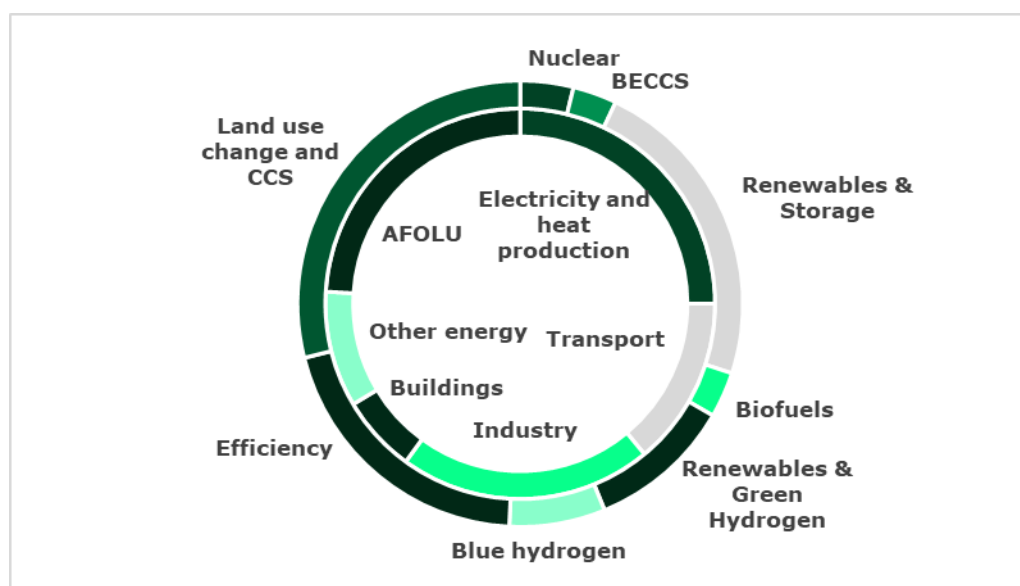 Nuclear
BECCS
Land use
change and
CCS
Renewables &
Storage
Electricity and
heat
production
AFOLU
Other energy
Transport
Buildings
Industry
Biofuels
Efficiency
Renewables &
Green
Hydrogen
Blue hydrogen